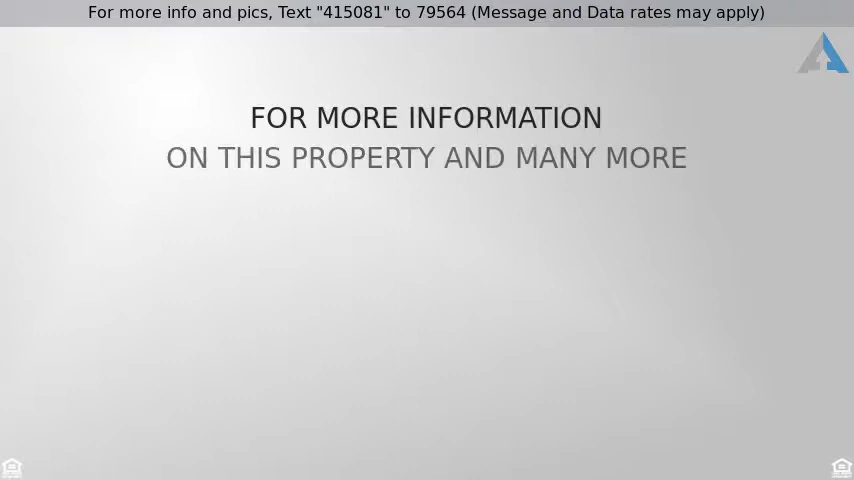 For more info and pics, Text "415081" to 79564 (Message and Data rates may apply)
FOR MORE INFORMATION
ON THIS PROPERTY AND MANY MORE